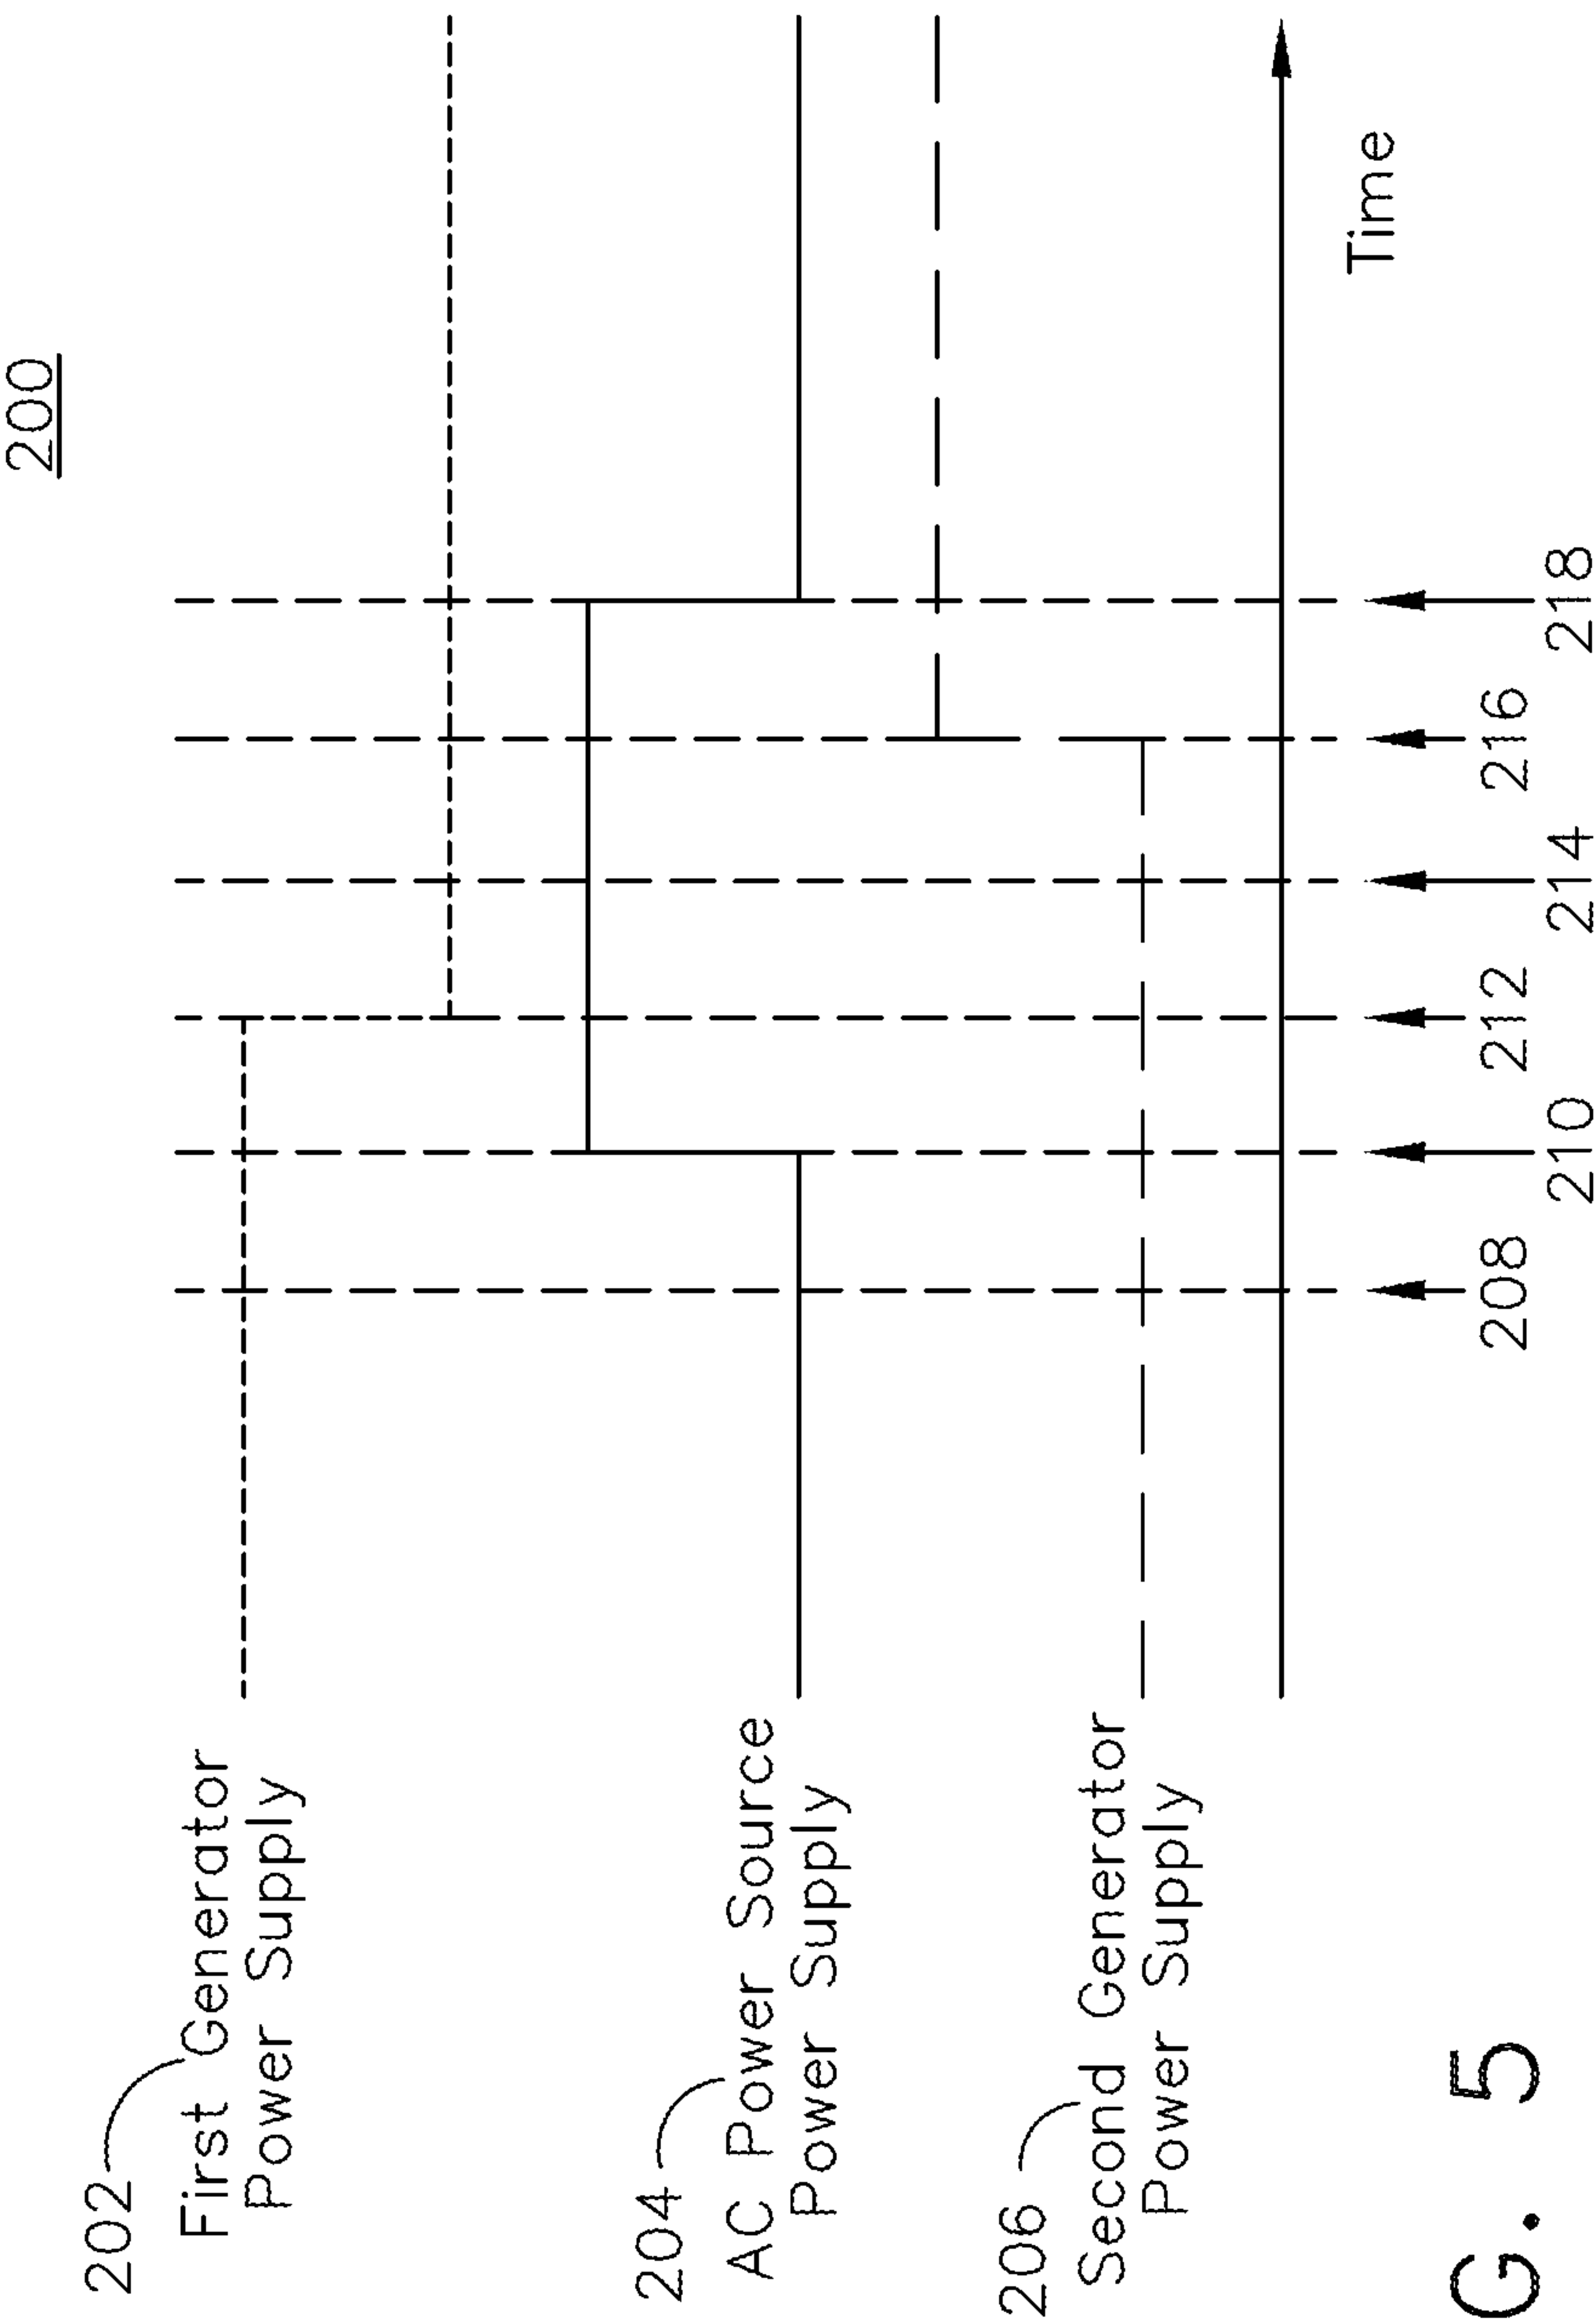 200
202
First Generator
Power Supply
204
AC Power Source
Power Supply
206
Second Generator
Power Supply
Time
208
210
212
214
216
218
G. 5